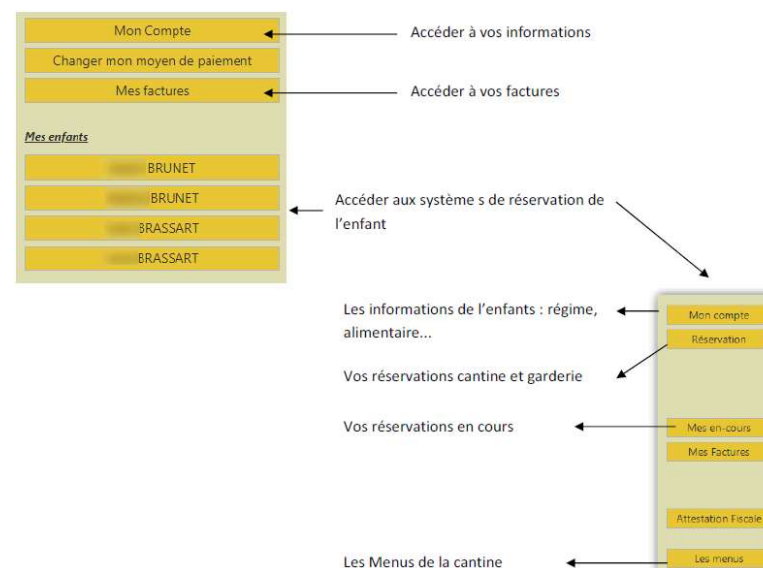 Mon Compte
Accéder à vos informations
Changer mon moyen de paiement
Mes factures
Accéder à vos factures
Mes enfants
BRUNET
BRUNET
BRASSART
BRASSART
Accéder aux système s de réservation de
l'enfant
Les informations de l'enfants : régime,
alimentaire...
Mon compte
Réservation
Vos réservations cantine et garderie
Vos réservations en cours
Mes en-cours
Mes Factures
Attestation Fiscale
Les Menus de la cantine
Les menus